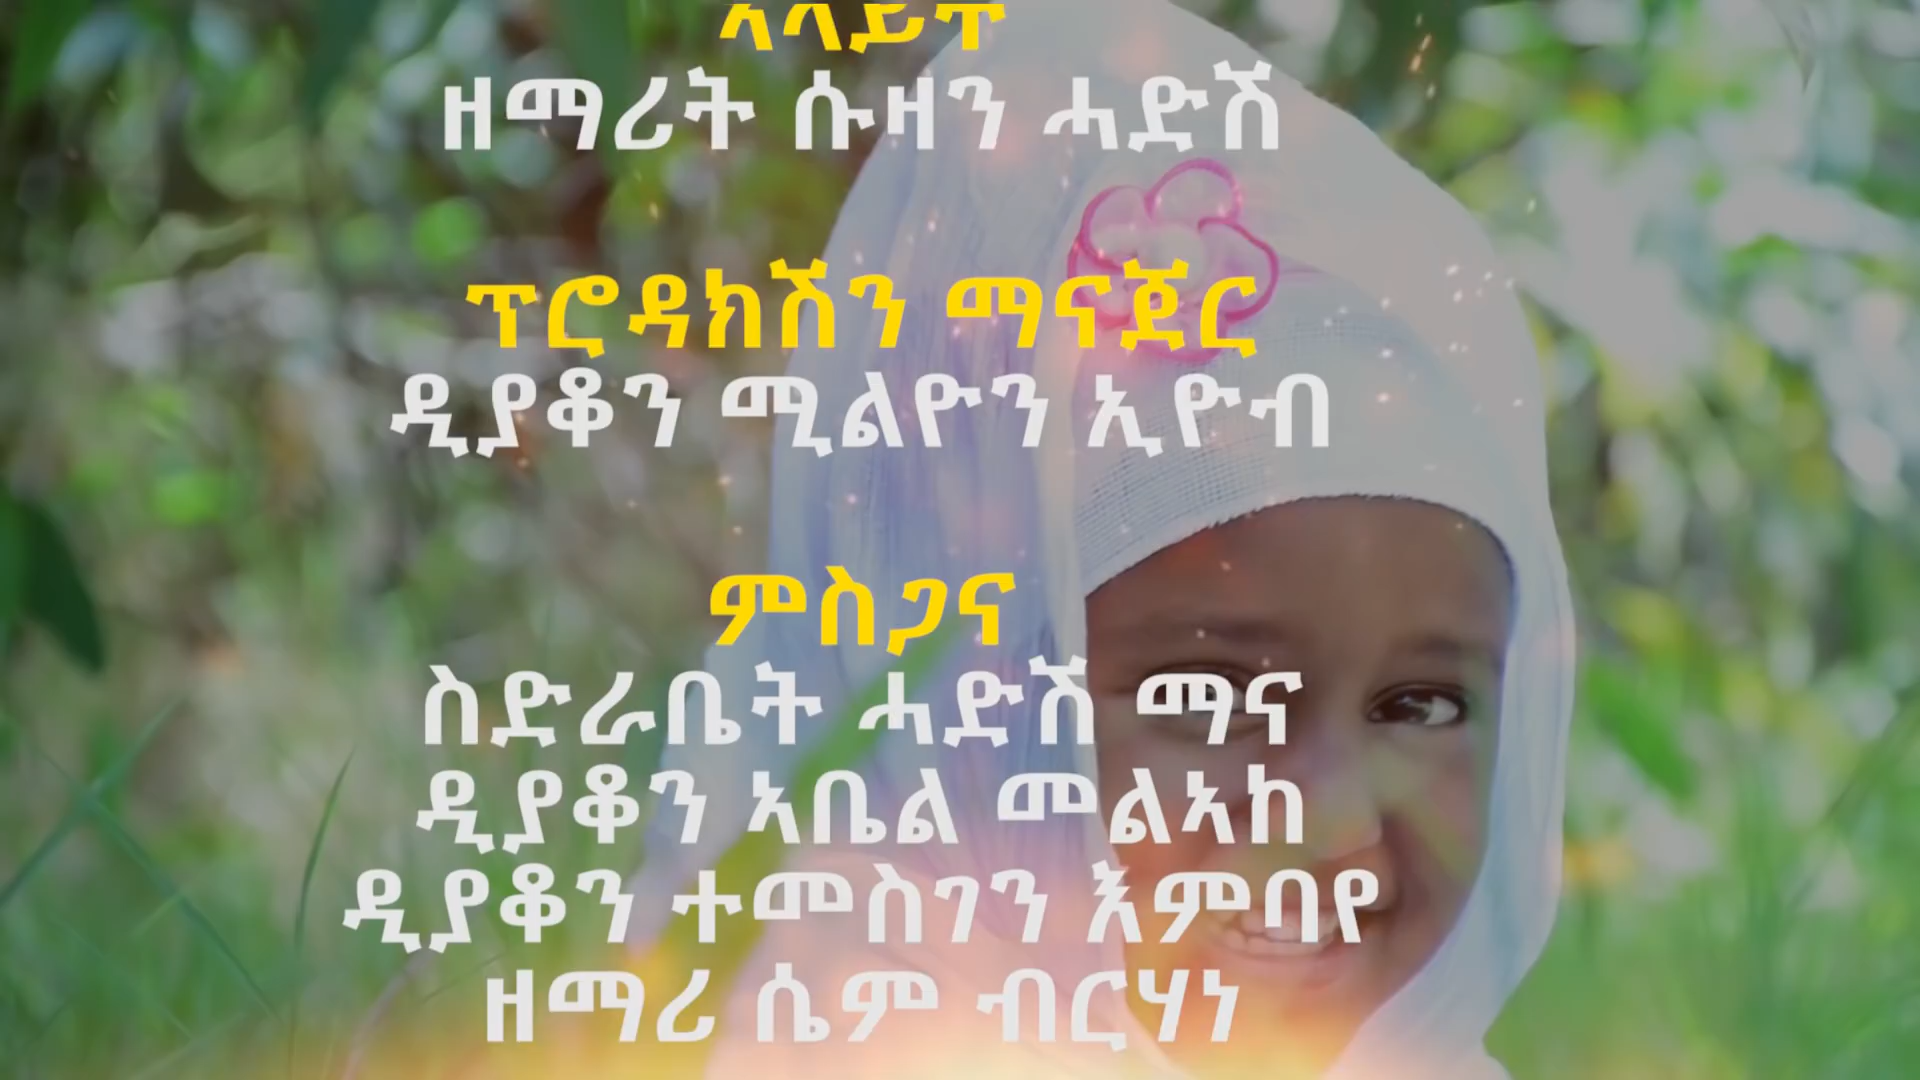 ዘማሪት ሱዛን ሓድሽ
ፕሮዳክሽን ማናጀር
ዲያቆን ሚልዮን ኢዮብ
ምስጋና
ስድራቤት ሓድሽ ማና
ዲያቆን ኣቤል መልኣከ
ዲያቆን ተመስገን እምባየ
ዘማሪ ሴም ብርሃነ